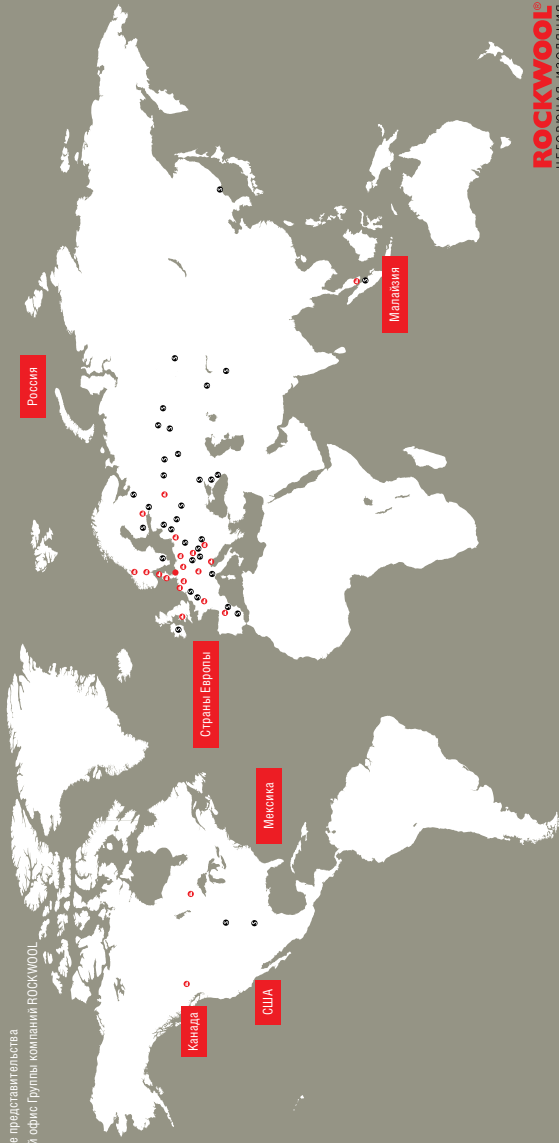 е представительства
й офис Группы компаний ROCKWOOL
Россия
Канада
США
Мексика
Страны Европы
Малайзия
ROCKWOOL®